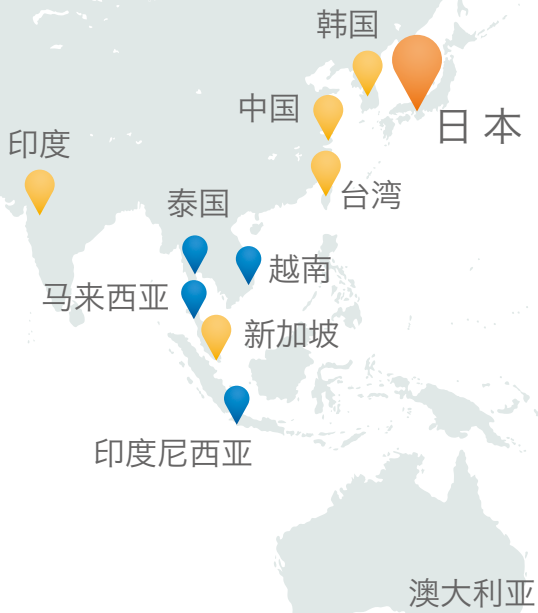 韩国
中国
日本
印度
台湾
泰国
越南
马来西亚
新加坡
印度尼西亚
澳大利亚